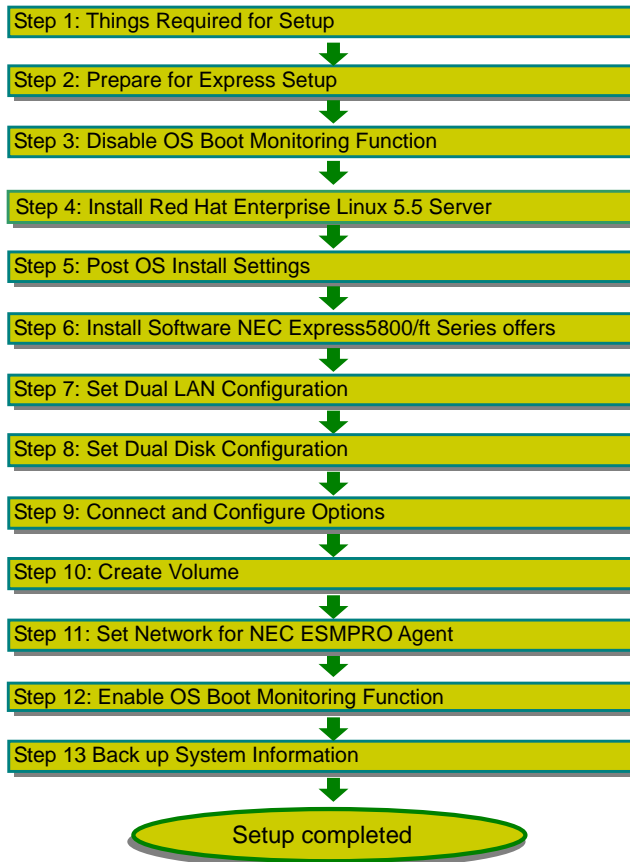 Step 1: Things Required for Setup
Step 2: Prepare for Express Setup
Step 3: Disable OS Boot Monitoring Function
Step 4: Install Red Hat Enterprise Linux 5.5 Server
Step 5: Post OS Install Settings
Step 6: Install Software NEC Express5800/ft Series offers
Step 7: Set Dual LAN Configuration
Step 8: Set Dual Disk Configuration
Step 9: Connect and Configure Options
Step 10: Create Volume
Step 11: Set Network for NEC ESMPRO Agent
Step 12: Enable OS Boot Monitoring Function
Step 13 Back up System Information
Setup completed